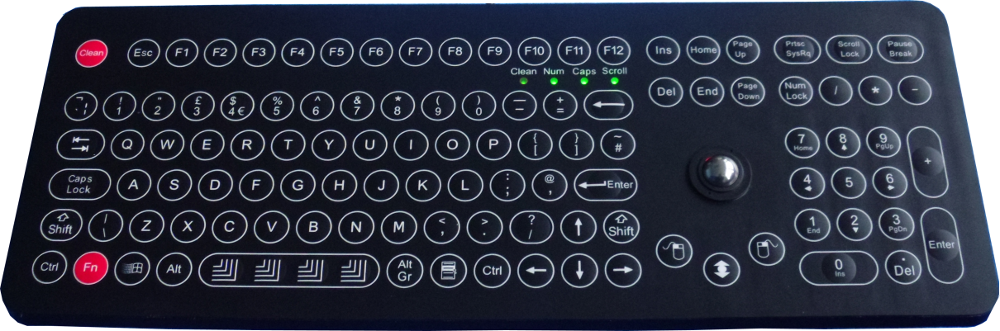 Clean Esc F1 F2 F3 F4 F5 F6 F7 F8 F9 F10 F11 F12 Ins Home Page Up Prtsc SysRq Scroll Lock Pause Break
Clean Num Caps Scroll
Del End Page Down Num Lock / * -
¬ ` ¦ ! 1 " 2 £ 3 $ 4 € % 5 ^ 6 & 7 * 8 ( 9 ) 0 _ - + = ←
Q W E R T Y U I O P { [ } ] ~ # 7 Home 8 9 PgUp +
Caps Lock A S D F G H J K L : ; @ ' Enter 4 5 6
Shift | \ Z X C V B N M < , > . ? / ↑ Shift 1 End 2 3 PgDn Enter
Ctrl Fn Alt Alt Gr Ctrl ← ↓ → 0 Ins . Del